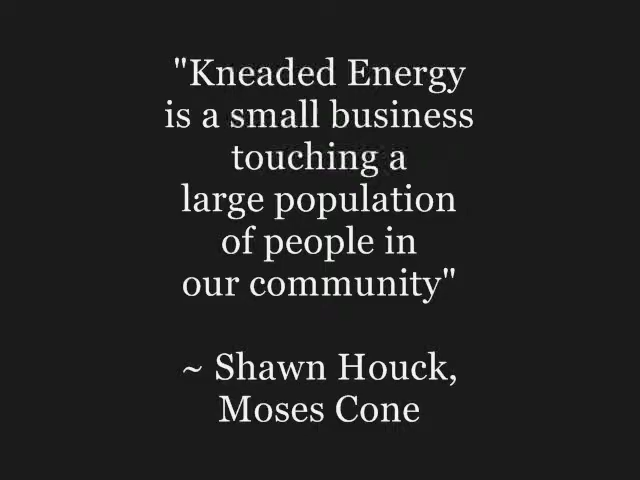 "Kneaded Energy
is a small business
touching a
large population
of people in
our community"
~ Shawn Houck,
Moses Cone